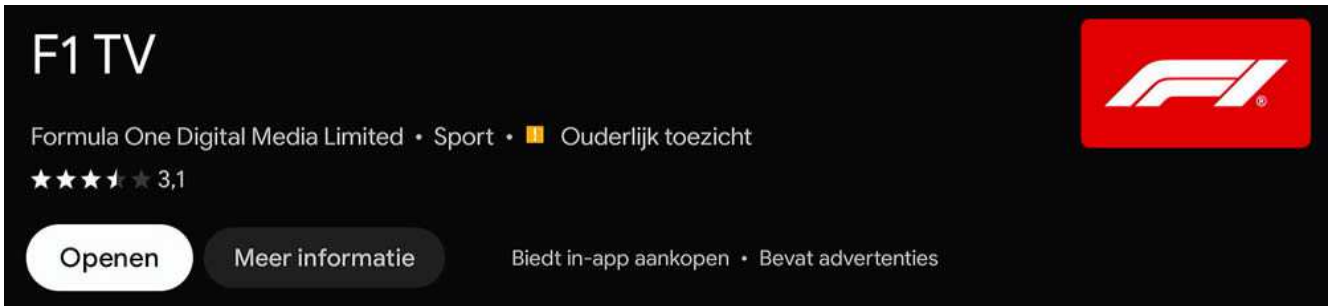 F1 TV
F1®
Formula One Digital Media Limited • Sport • Ouderlijk toezicht
3,1
Openen
Meer informatie
Biedt in-app aankopen • Bevat advertenties